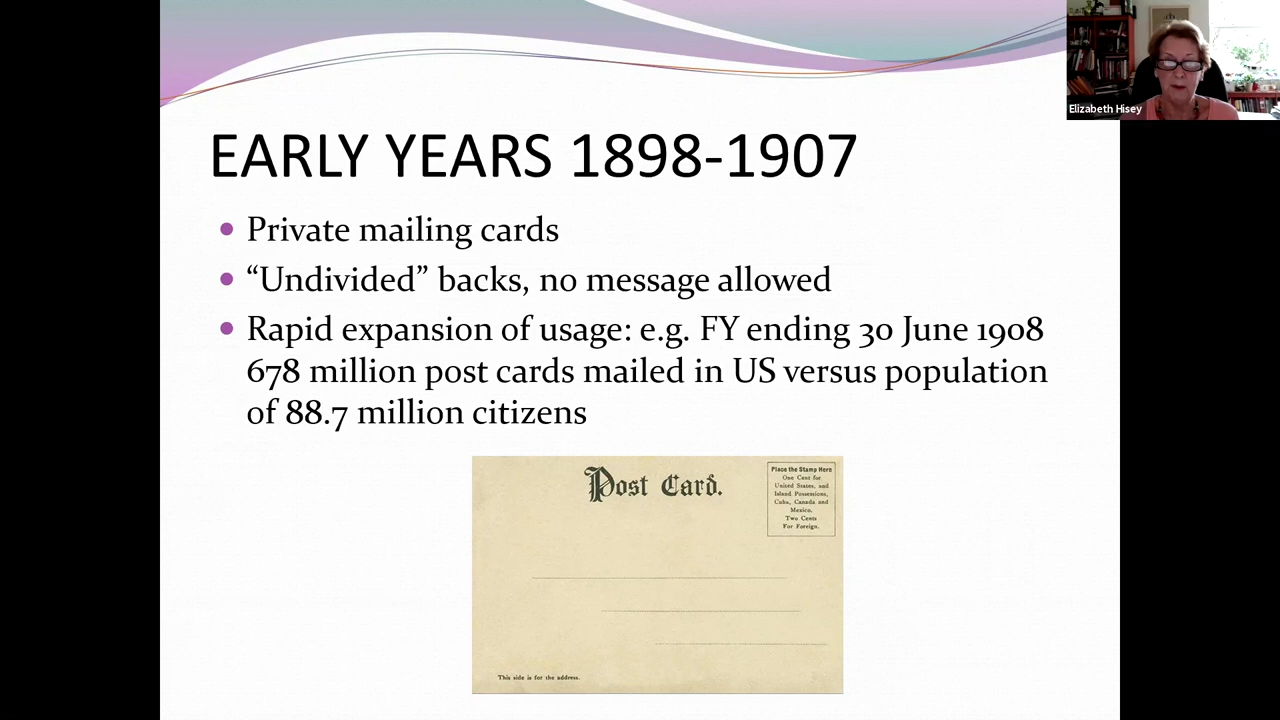 Elizabeth Hisey
EARLY YEARS 1898-1907
Private mailing cards
“Undivided” backs, no message allowed
Rapid expansion of usage: e.g. FY ending 30 June 1908
678 million post cards mailed in US versus population
of 88.7 million citizens
Post Card.
Place the Stamp Here
One Cent for
United States, and
Island Possessions,
Cuba, Canada and
Mexico.
Two Cents
For Foreign.
This side is for the address.